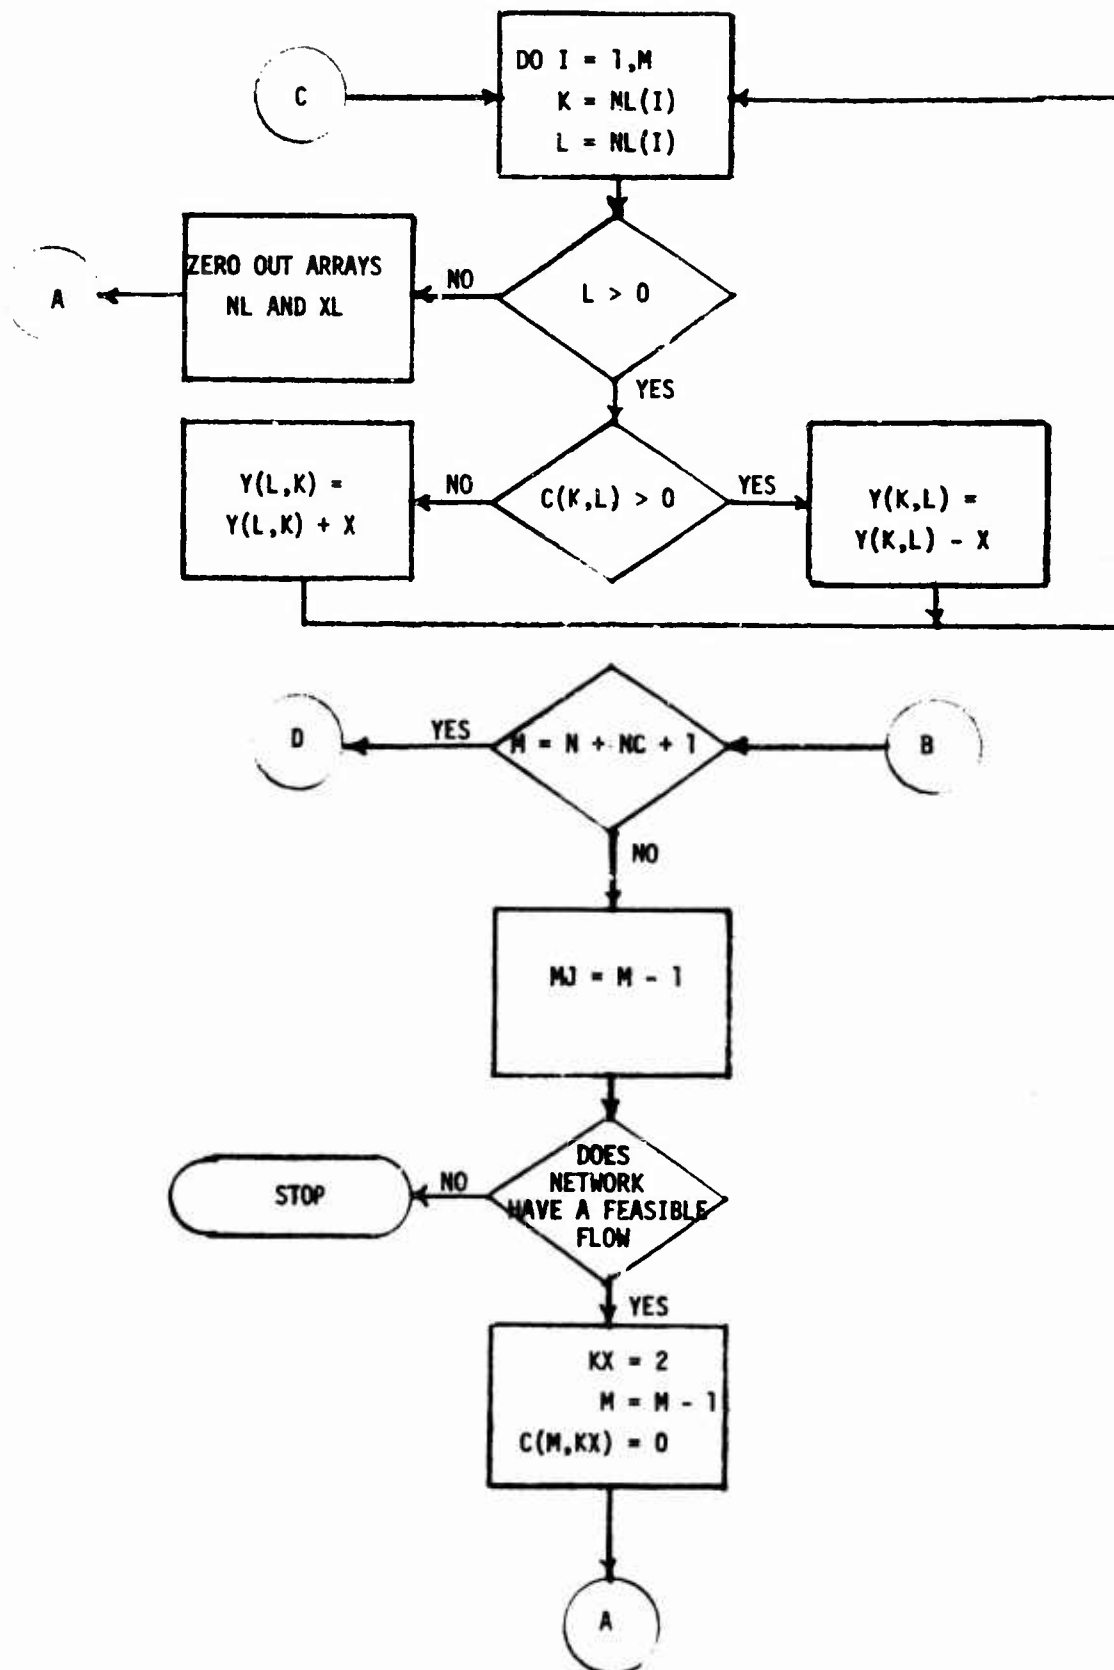 DO I = 1,M
K = NL(I)
L = NL(I)
C
ZERO OUT ARRAYS
NL AND XL
A
NO
L > 0
YES
Y(L,K) =
Y(L,K) + X
NO
C(K,L) > 0
YES
Y(K,L) =
Y(K,L) - X
D
YES
M = N + NC + 1
B
NO
MJ = M - 1
DOES
NETWORK
HAVE A FEASIBLE
FLOW
NO
STOP
YES
KX = 2
M = M - 1
C(M,KX) = 0
A